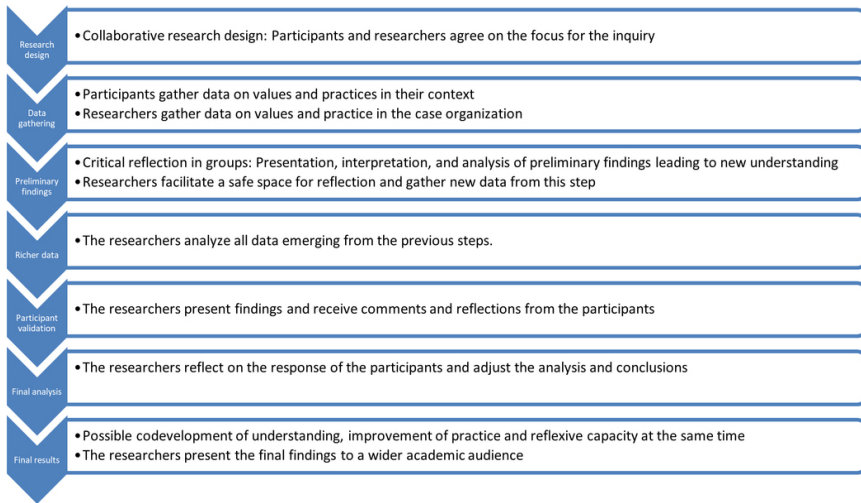 Research
design
•Collaborative research design: Participants and researchers agree on the focus for the inquiry
Data
gathering
•Participants gather data on values and practices in their context
•Researchers gather data on values and practice in the case organization
Preliminary
findings
•Critical reflection in groups: Presentation, interpretation, and analysis of preliminary findings leading to new understanding
•Researchers facilitate a safe space for reflection and gather new data from this step
Richer data
•The researchers analyze all data emerging from the previous steps.
Participant
validation
•The researchers present findings and receive comments and reflections from the participants
Final analysis
•The researchers reflect on the response of the participants and adjust the analysis and conclusions
Final results
•Possible codevelopment of understanding, improvement of practice and reflexive capacity at the same time
•The researchers present the final findings to a wider academic audience